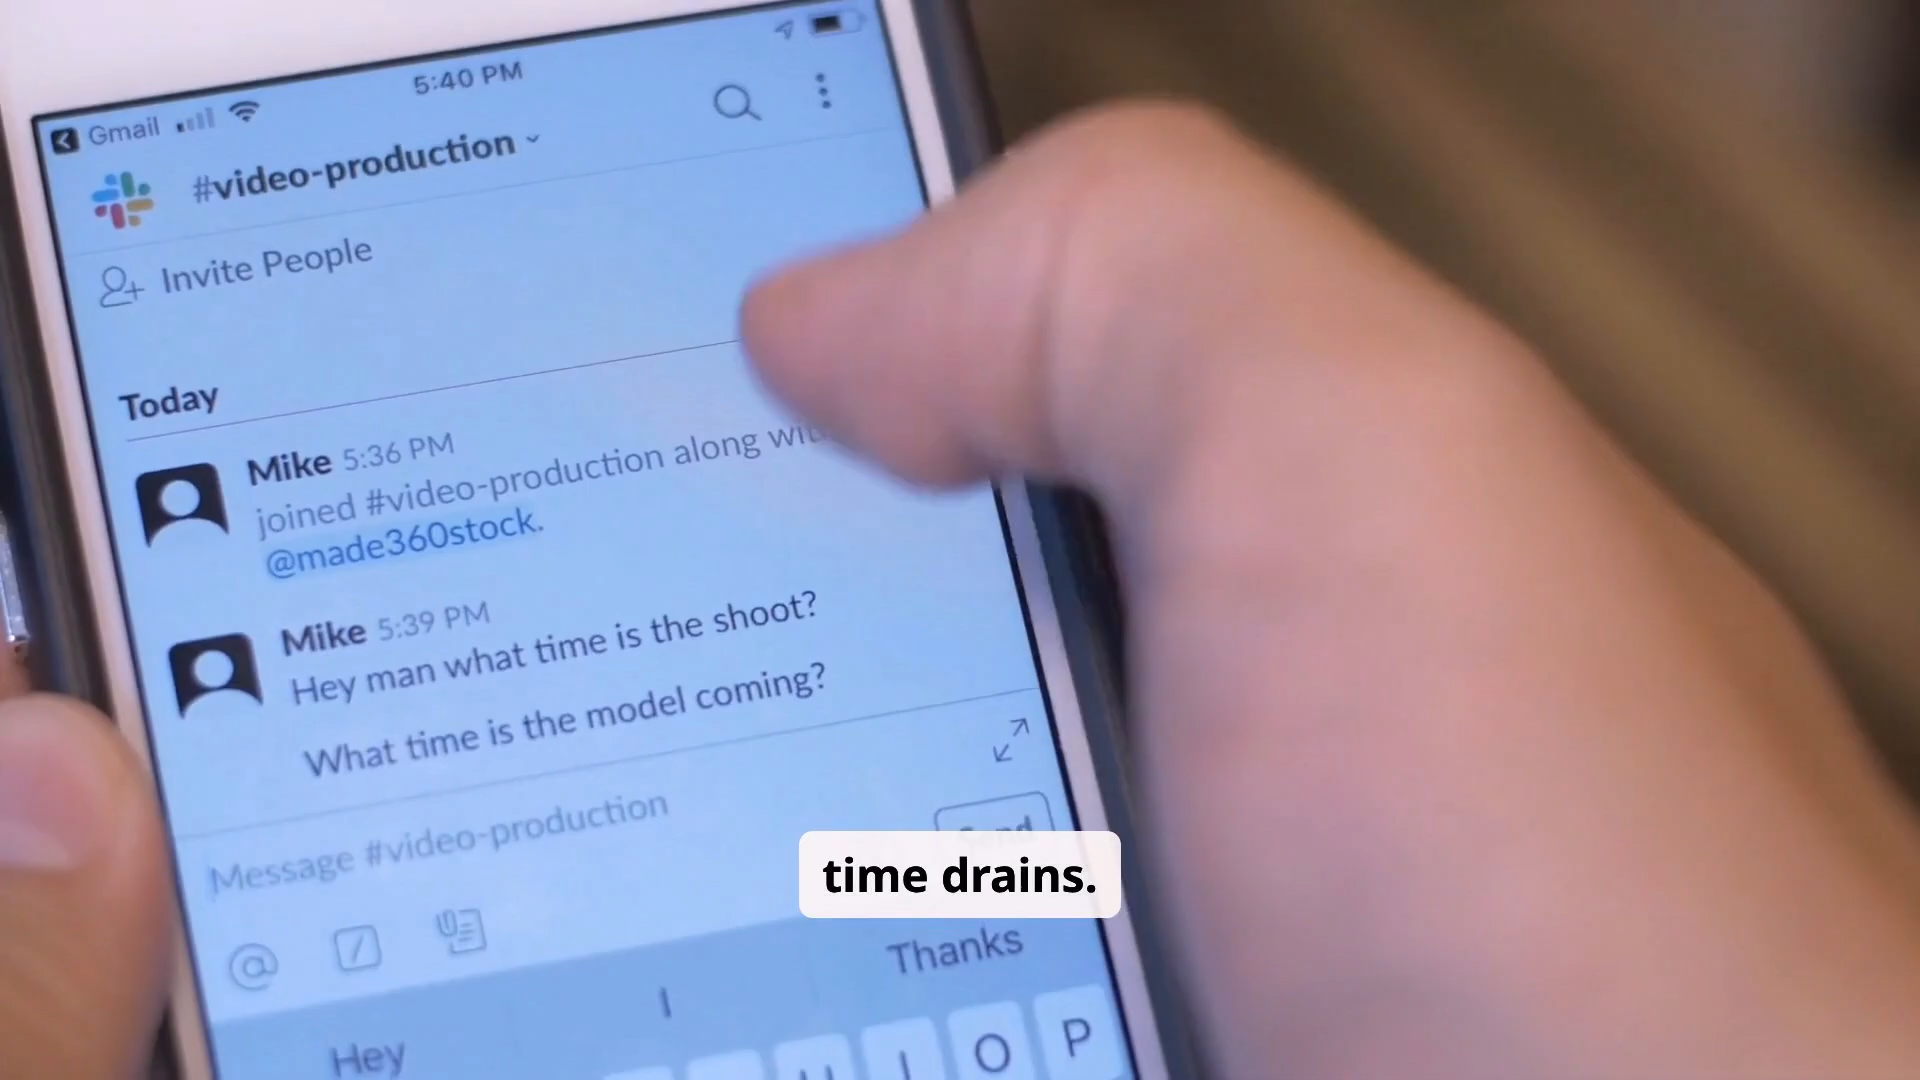 5:40 PM
Gmail
#video-production
Invite People
Today
Mike 5:36 PM
joined #video-production along
@made360stock.
Mike 5:39 PM
Hey man what time is the shoot?
What time is the model coming?
Message #video-production
Send
time drains.
Hey
I
Thanks
U I O P